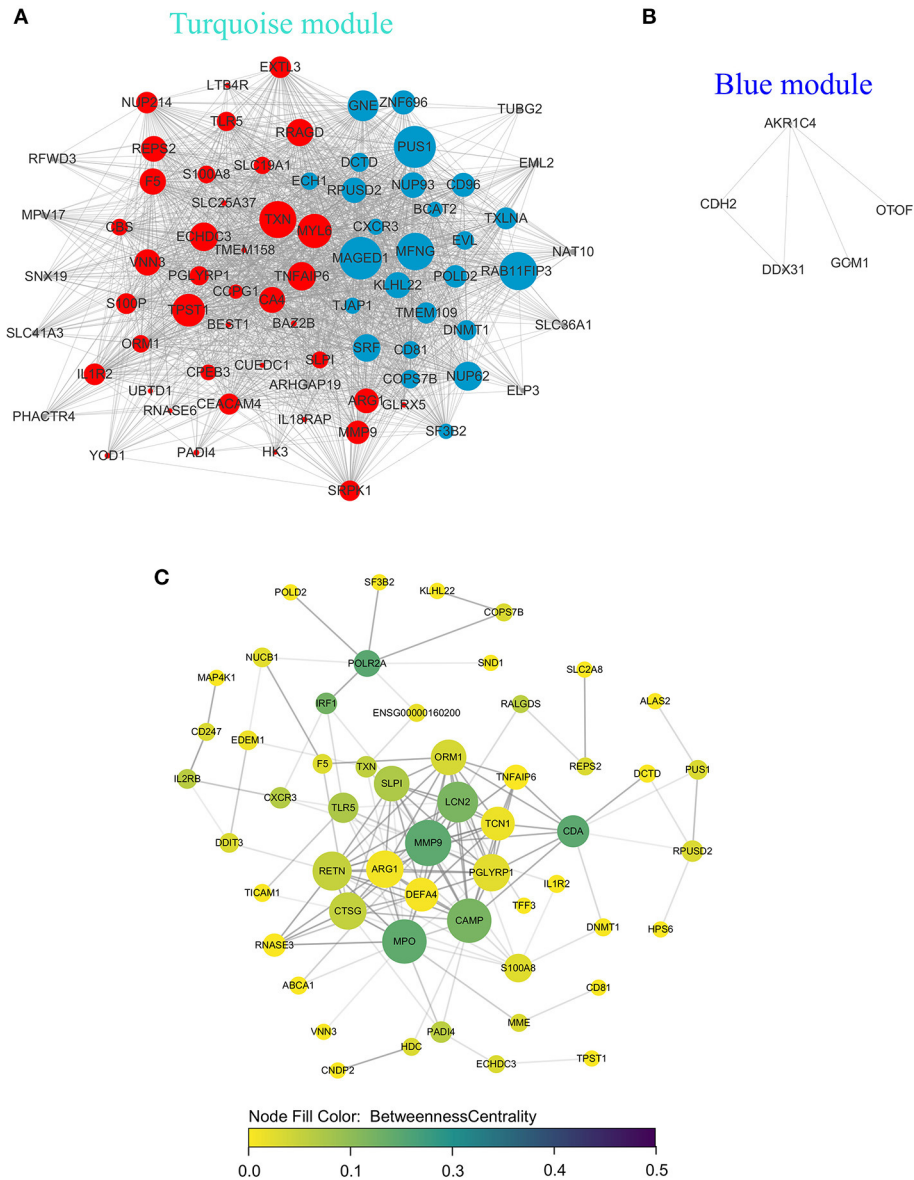 A
Turquoise module
B
Blue module
EXTL3
LTB4R
NUP214
TLR5
RRAGD
REPS2
RFWD3
SLC19A1
S100A8
F5
SLC25A37
MPV17
CBS
TXN
MYL6
ECHDC3
TMEM158
VNN3
PGLYRP1
TNFAIP6
SNX19
CCPG1
S100P
TPST1
CA4
BEST1
BAZ2B
SLC41A3
ORM1
SLPI
CUEDC1
IL1R2
CPEB3
ARHGAP19
UBTD1
PHACTR4
RNASE6
CEACAM4
IL18RAP
ARG1
GLRX5
MMP9
YOD1
PADI4
HK3
SRPK1
GNE
ZNF696
TUBG2
PUS1
DCTD
EML2
ECH1
RPUSD2
NUP93
CD96
BCAT2
CXCR3
TXLNA
EVL
NAT10
MAGED1
MFNG
RAB11FIP3
POLD2
KLHL22
TJAP1
TMEM109
SLC36A1
DNMT1
SRF
CD81
COPS7B
NUP62
ELP3
SF3B2
AKR1C4
CDH2
OTOF
DDX31
GCM1
C
POLD2
SF3B2
KLHL22
COPS7B
NUCB1
POLR2A
SND1
MAP4K1
SLC2A8
IRF1
ENSG00000160200
RALGDS
ALAS2
CD247
EDEM1
F5
TXN
ORM1
TNFAIP6
REPS2
DCTD
PUS1
IL2RB
CXCR3
TLR5
SLPI
LCN2
TCN1
CDA
DDIT3
MMP9
RPUSD2
RETN
ARG1
PGLYRP1
IL1R2
TICAM1
DEFA4
TFF3
CTSG
CAMP
DNMT1
HPS6
RNASE3
MPO
S100A8
ABCA1
CD81
VNN3
PADI4
MME
HDC
ECHDC3
TPST1
CNDP2
Node Fill Color: BetweennessCentrality
0.0 0.1 0.3 0.4 0.5